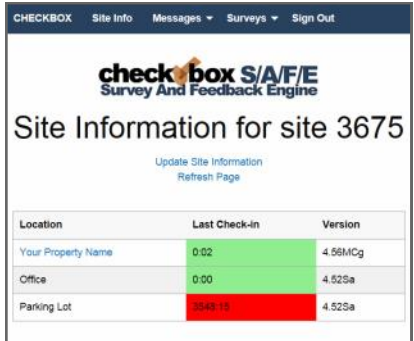 CHECKBOX Site Info Messages Surveys Sign Out
checkbox S/A/F/E
Survey And Feedback Engine
Site Information for site 3675
Update Site Information
Refresh Page
Location Last Check-in Version
Your Property Name 0:02 4.56MCg
Office 0:00 4.52Sa
Parking Lot 4.52Sa